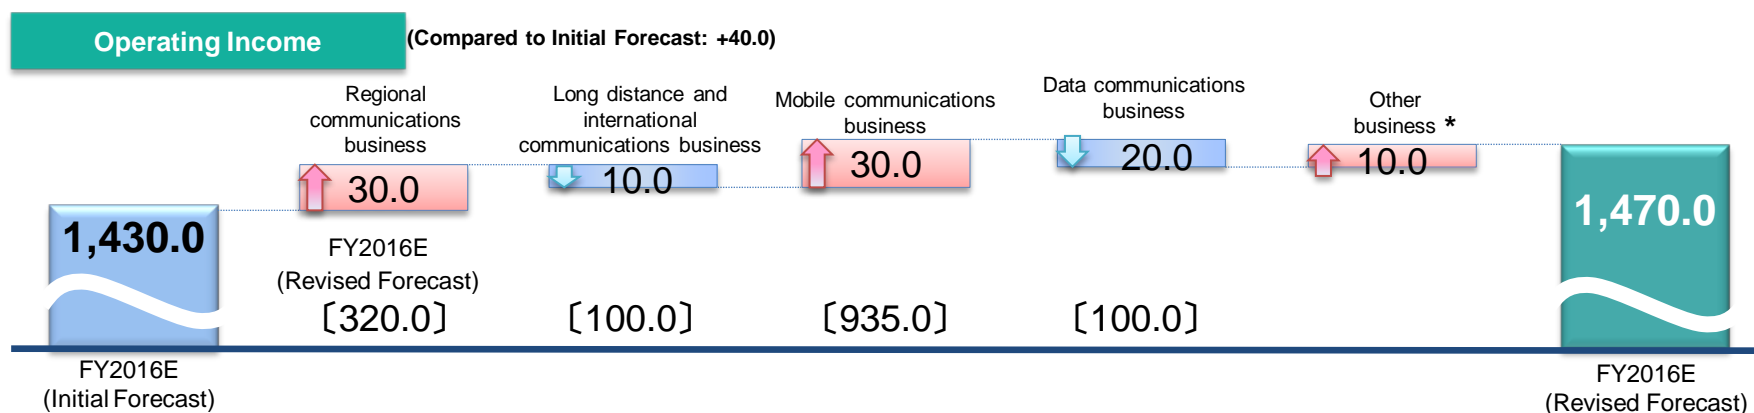 Operating Income
(Compared to Initial Forecast: +40.0)
Regional
communications
business
30.0
Long distance and
international
communications business
10.0
Mobile communications
business
30.0
Data communications
business
20.0
Other
business *
10.0
1,430.0
1,470.0
FY2016E
(Revised Forecast)
〔320.0〕
〔100.0〕
〔935.0〕
〔100.0〕
FY2016E
(Initial Forecast)
FY2016E
(Revised Forecast)